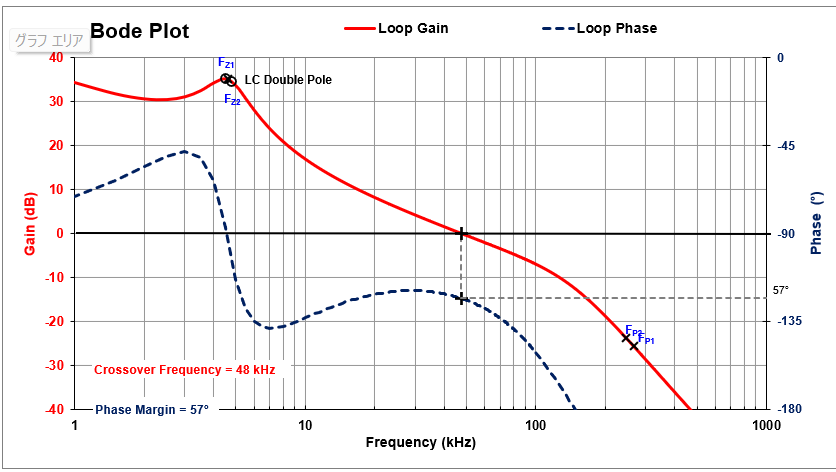 Bode Plot
Loop Gain
Loop Phase
グラフ エリア
40
30
20
10
0
-10
-20
-30
-40
Gain (dB)
0
-45
-90
-135
-180
Phase (°)
FZ1
LC Double Pole
FZ2
57°
FP2
FP1
Crossover Frequency = 48 kHz
Phase Margin = 57°
1
10
100
1000
Frequency (kHz)